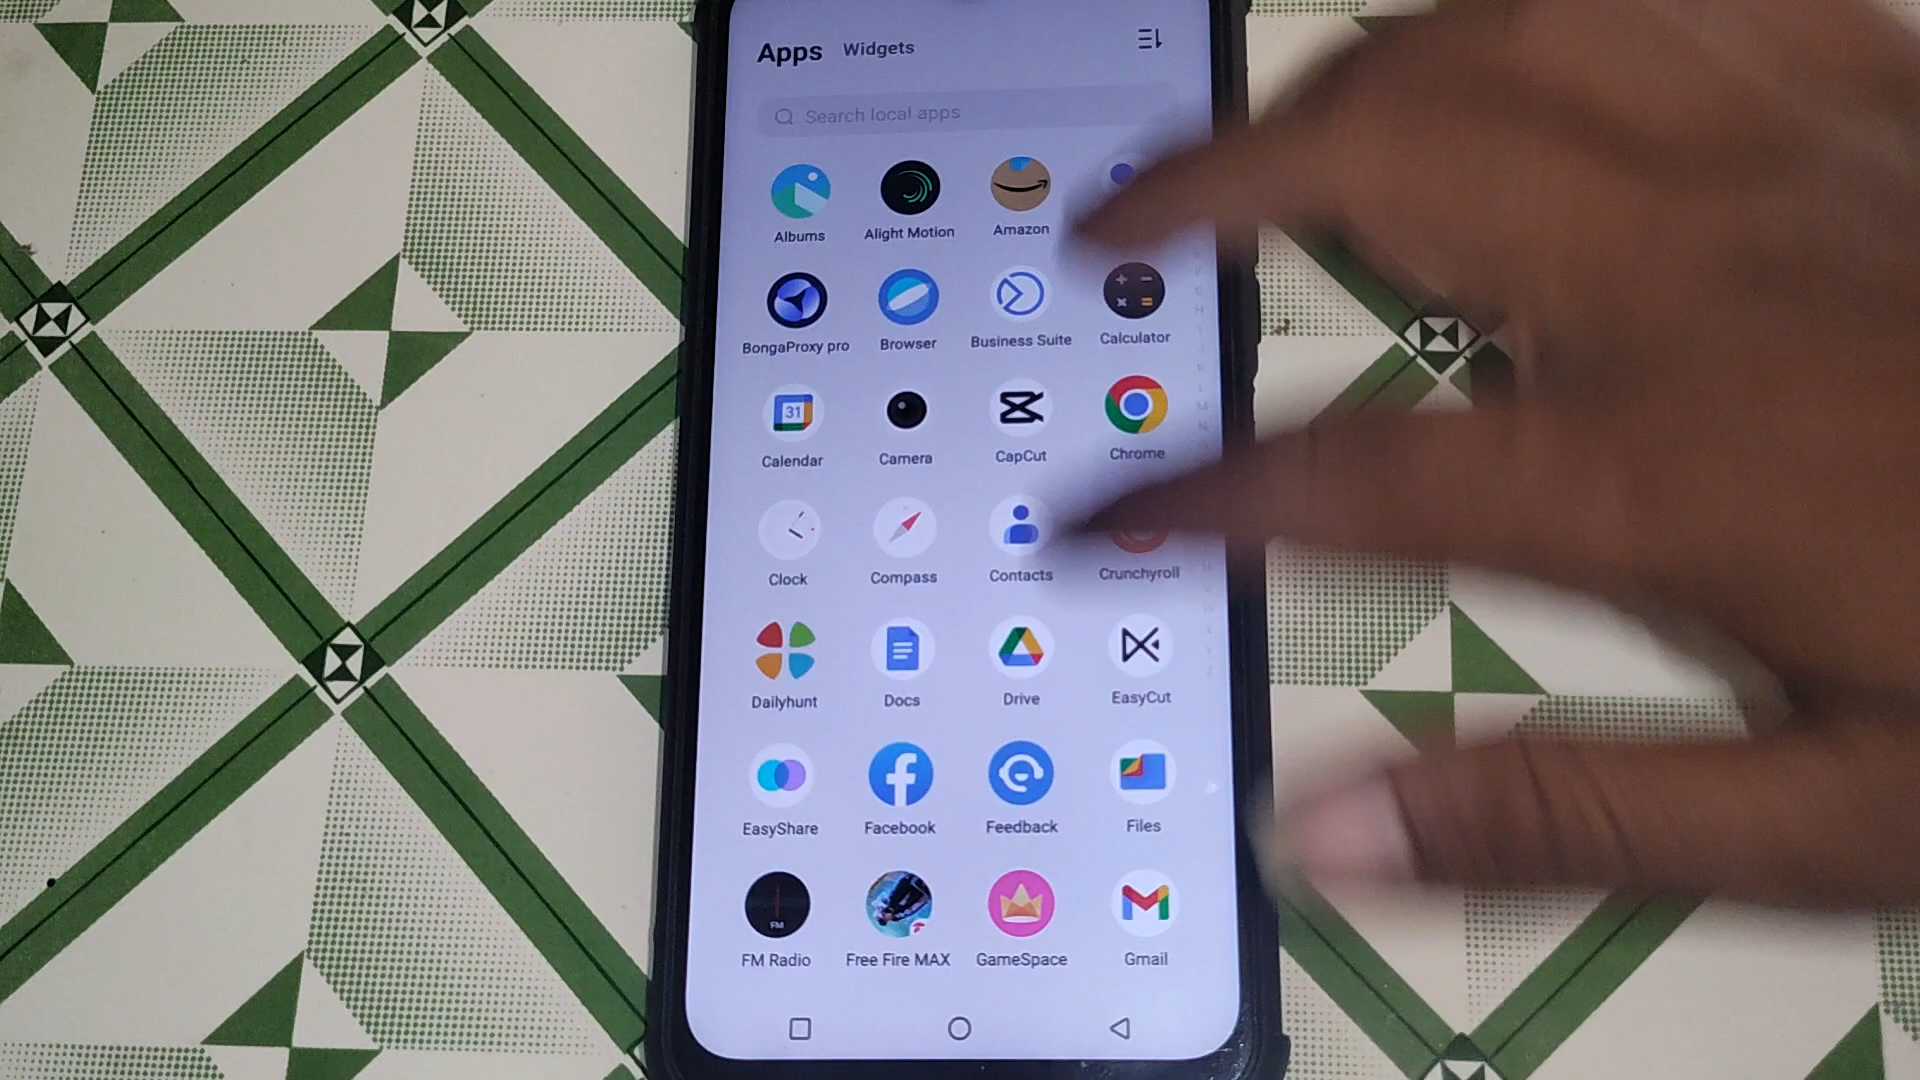 Apps Widgets
Search local apps
Albums Alight Motion Amazon
BongaProxy pro Browser Business Suite Calculator
31
Calendar Camera CapCut Chrome
Clock Compass Contacts Crunchyroll
Dailyhunt Docs Drive EasyCut
EasyShare Facebook Feedback Files
FM
FM Radio Free Fire MAX GameSpace Gmail